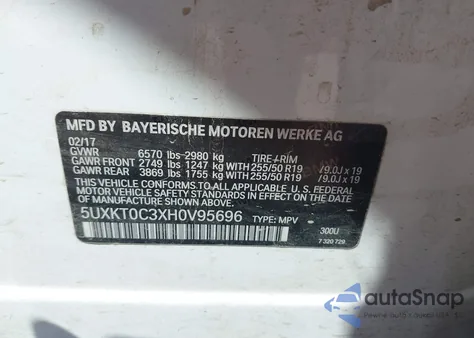 MFD BY BAYERISCHE MOTOREN WERKE AG
02/17
GVWR 6570 lbs 2980 kg TIRE+RIM
GAWR FRONT 2749 lbs 1247 kg WITH 255/50 R19 /9.0J x 19
GAWR REAR 3869 lbs 1755 kg WITH 255/50 R19 /9.0J x 19
THIS VEHICLE CONFORMS TO ALL APPLICABLE U.S. FEDERAL
MOTOR VEHICLE SAFETY STANDARDS IN EFFECT ON THE DATE
OF MANUFACTURE SHOWN ABOVE.
5UXKT0C3XH0V95696 TYPE: MPV 300U
7 320 729
autoSnap